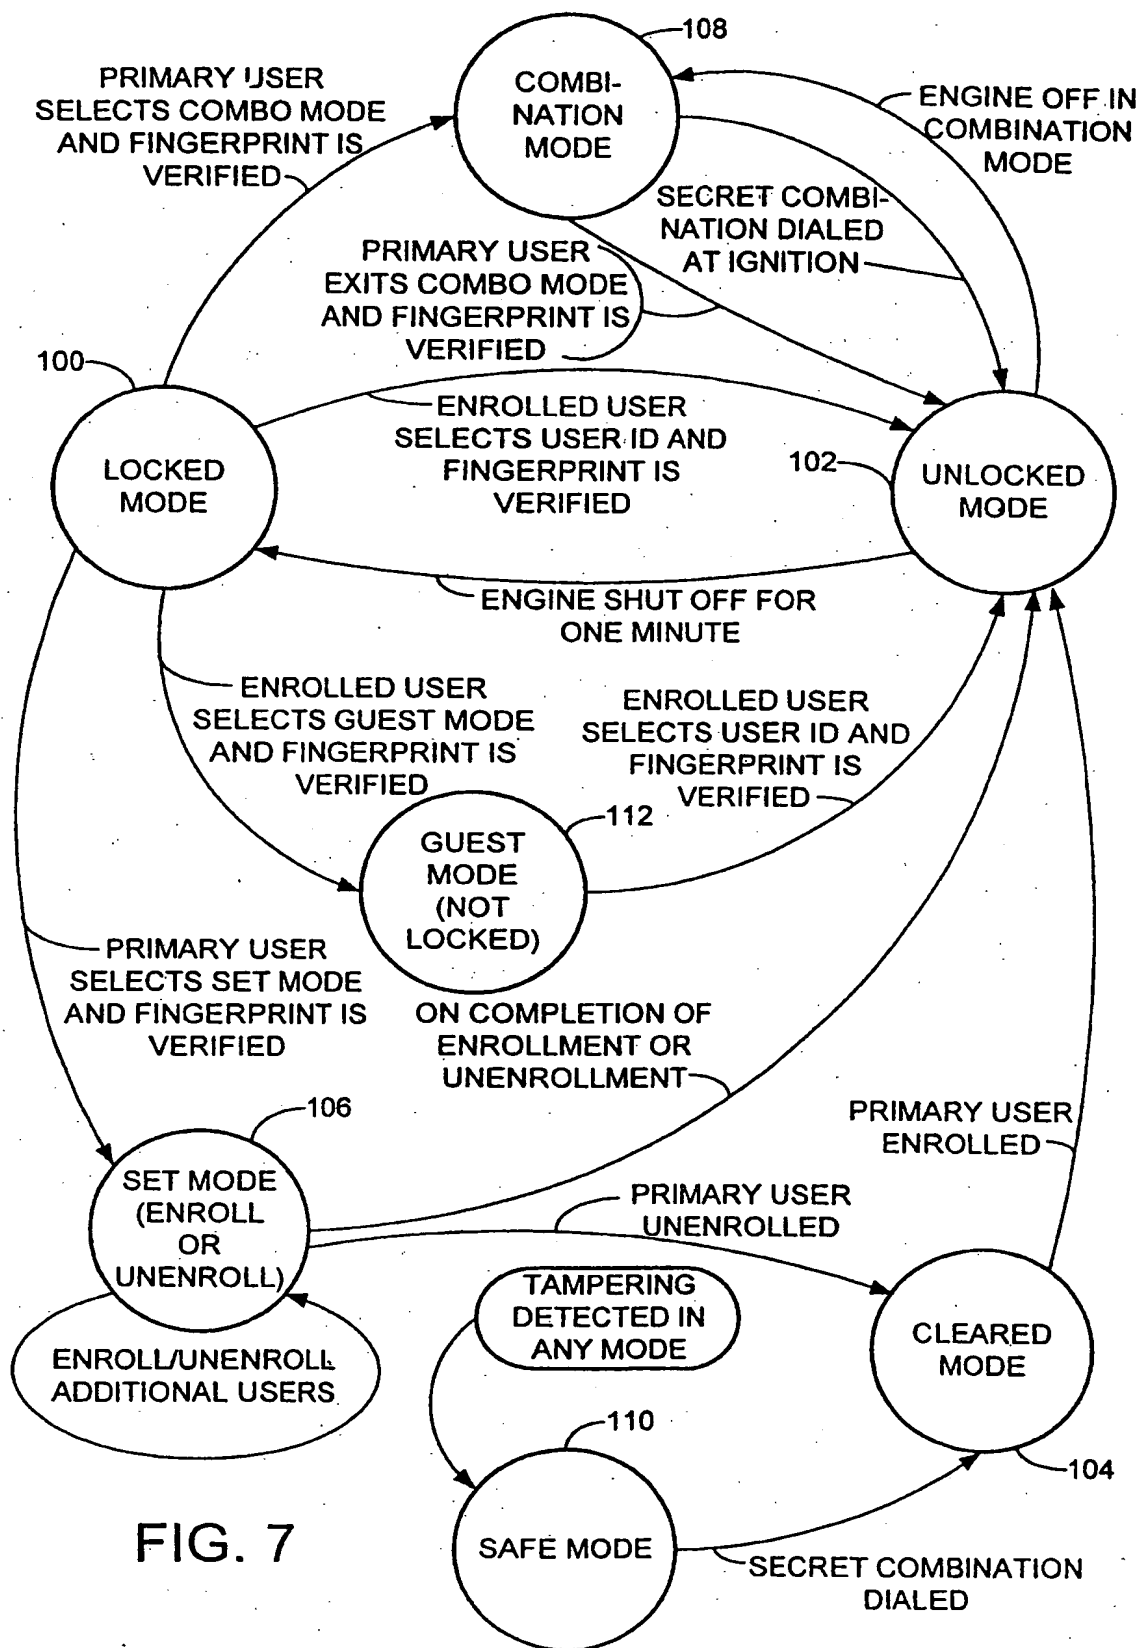 108
COMBI-
NATION
MODE
PRIMARY USER
SELECTS COMBO MODE
AND FINGERPRINT IS
VERIFIED
ENGINE OFF IN
COMBINATION
MODE
SECRET COMBI-
NATION DIALED
AT IGNITION
PRIMARY USER
EXITS COMBO MODE
AND FINGERPRINT IS
VERIFIED
100
LOCKED
MODE
ENROLLED USER
SELECTS USER ID AND
FINGERPRINT IS
VERIFIED
102
UNLOCKED
MODE
ENGINE SHUT OFF FOR
ONE MINUTE
ENROLLED USER
SELECTS GUEST MODE
AND FINGERPRINT IS
VERIFIED
ENROLLED USER
SELECTS USER ID AND
FINGERPRINT IS
VERIFIED
112
GUEST
MODE
(NOT
LOCKED)
PRIMARY USER
SELECTS SET MODE
AND FINGERPRINT IS
VERIFIED
ON COMPLETION OF
ENROLLMENT OR
UNENROLLMENT
106
SET MODE
(ENROLL
OR
UNENROLL)
PRIMARY USER
ENROLLED
PRIMARY USER
UNENROLLED
TAMPERING
DETECTED IN
ANY MODE
CLEARED
MODE
104
ENROLL/UNENROLL
ADDITIONAL USERS
110
SAFE MODE
SECRET COMBINATION
DIALED
FIG. 7